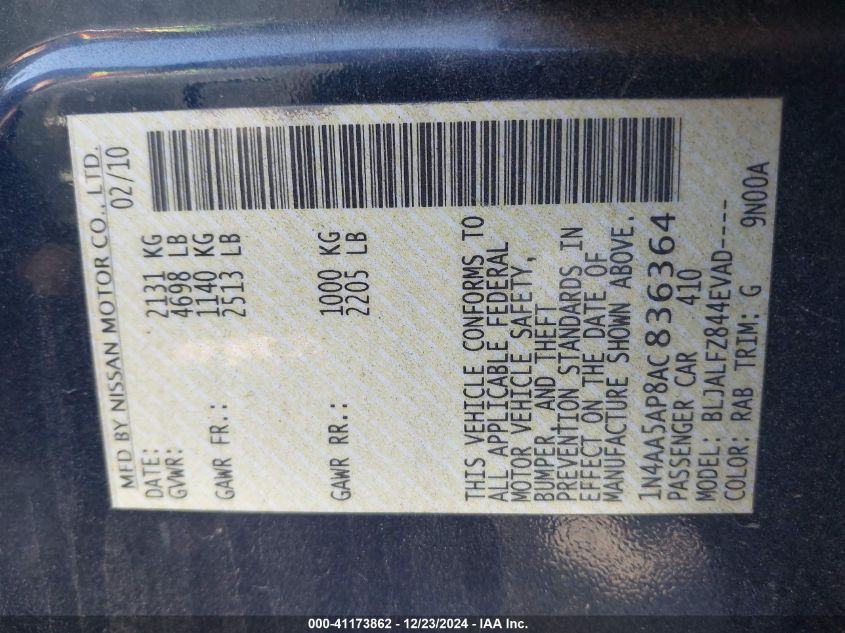 MFD BY NISSAN MOTOR CO., LTD.
DATE: 02/10
GVWR: 2131 KG
4698 LB
GAWR FR.: 1140 KG
2513 LB
GAWR RR.: 1000 KG
2205 LB
THIS VEHICLE CONFORMS TO
ALL APPLICABLE FEDERAL
MOTOR VEHICLE SAFETY,
BUMPER, AND THEFT
PREVENTION STANDARDS IN
EFFECT ON THE DATE OF
MANUFACTURE SHOWN ABOVE.
1N4AA5AP8AC836364
PASSENGER CAR 410
MODEL: BLJALFZ844EVAD----
COLOR: RAB TRIM: G 9N00A
000-41173862 - 12/23/2024 - IAA Inc.